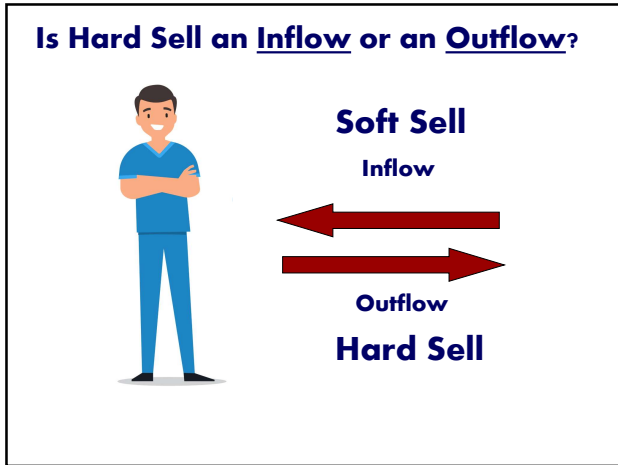 Is Hard Sell an Inflow or an Outflow?
Soft Sell
Inflow
Outflow
Hard Sell